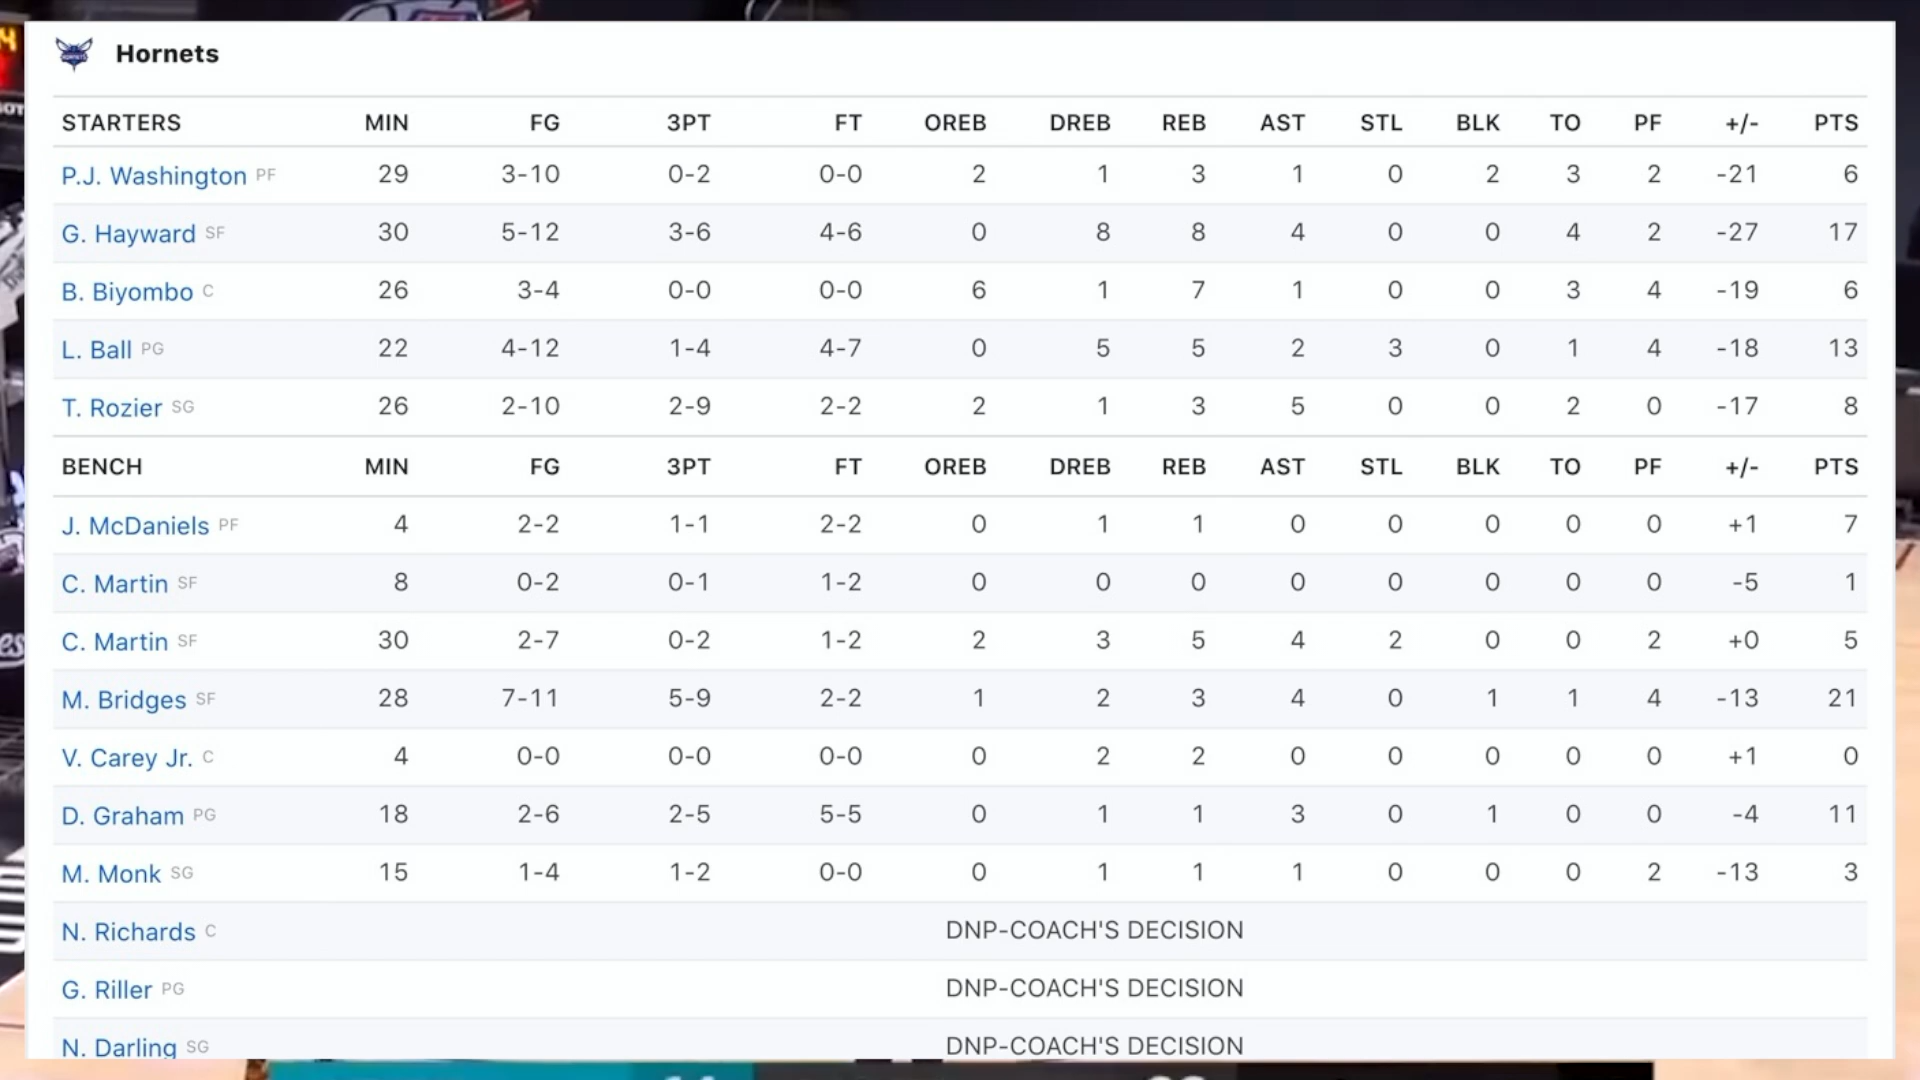 Hornets
STARTERS MIN FG 3PT FT OREB DREB REB AST STL BLK TO PF +/- PTS
P.J. Washington PF 29 3-10 0-2 0-0 2 1 3 1 0 2 3 2 -21 6
G. Hayward SF 30 5-12 3-6 4-6 0 8 8 4 0 0 4 2 -27 17
B. Biyombo C 26 3-4 0-0 0-0 6 1 7 1 0 0 3 4 -19 6
L. Ball PG 22 4-12 1-4 4-7 0 5 5 2 3 0 1 4 -18 13
T. Rozier SG 26 2-10 2-9 2-2 2 1 3 5 0 0 2 0 -17 8
BENCH MIN FG 3PT FT OREB DREB REB AST STL BLK TO PF +/- PTS
J. McDaniels PF 4 2-2 1-1 2-2 0 1 1 0 0 0 0 0 +1 7
C. Martin SF 8 0-2 0-1 1-2 0 0 0 0 0 0 0 0 -5 1
C. Martin SF 30 2-7 0-2 1-2 2 3 5 4 2 0 0 2 +0 5
M. Bridges SF 28 7-11 5-9 2-2 1 2 3 4 0 1 1 4 -13 21
V. Carey Jr. C 4 0-0 0-0 0-0 0 2 2 0 0 0 0 0 +1 0
D. Graham PG 18 2-6 2-5 5-5 0 1 1 3 0 1 0 0 -4 11
M. Monk SG 15 1-4 1-2 0-0 0 1 1 1 0 0 0 2 -13 3
N. Richards C DNP-COACH'S DECISION
G. Riller PG DNP-COACH'S DECISION
N. Darling SG DNP-COACH'S DECISION